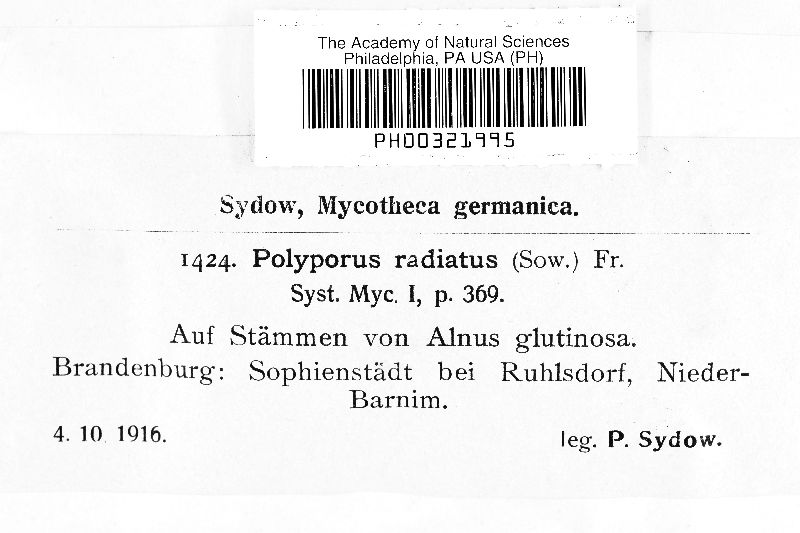 The Academy of Natural Sciences
Philadelphia, PA USA (PH)
PH00321995
Sydow, Mycotheca germanica.
1424. Polyporus radiatus (Sow.) Fr.
Syst. Myc. I, p. 369.
Auf Stämmen von Alnus glutinosa.
Brandenburg: Sophienstädt bei Ruhlsdorf, Nieder-
Barnim.
4. 10 1916.
leg. P. Sydow.